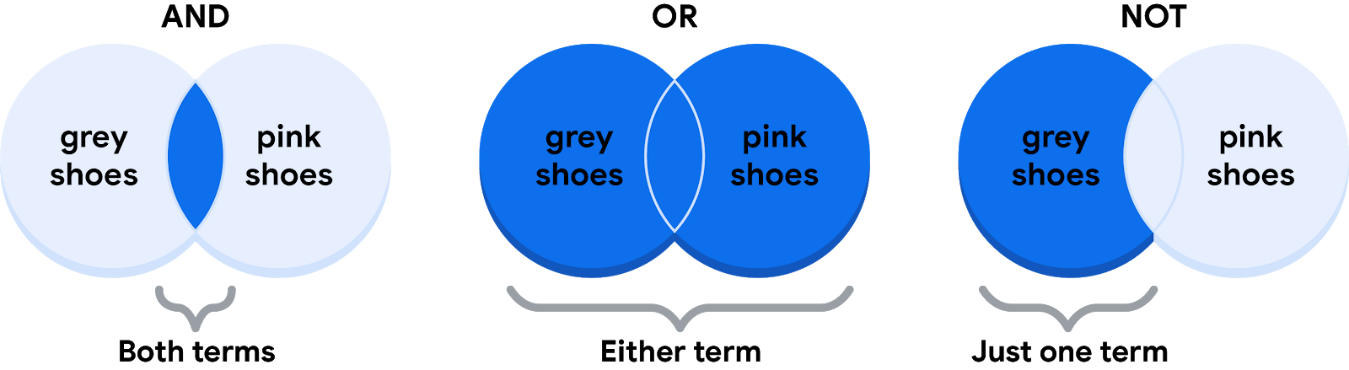 AND
grey
shoes
pink
shoes
Both terms
OR
grey
shoes
pink
shoes
Either term
NOT
grey
shoes
pink
shoes
Just one term